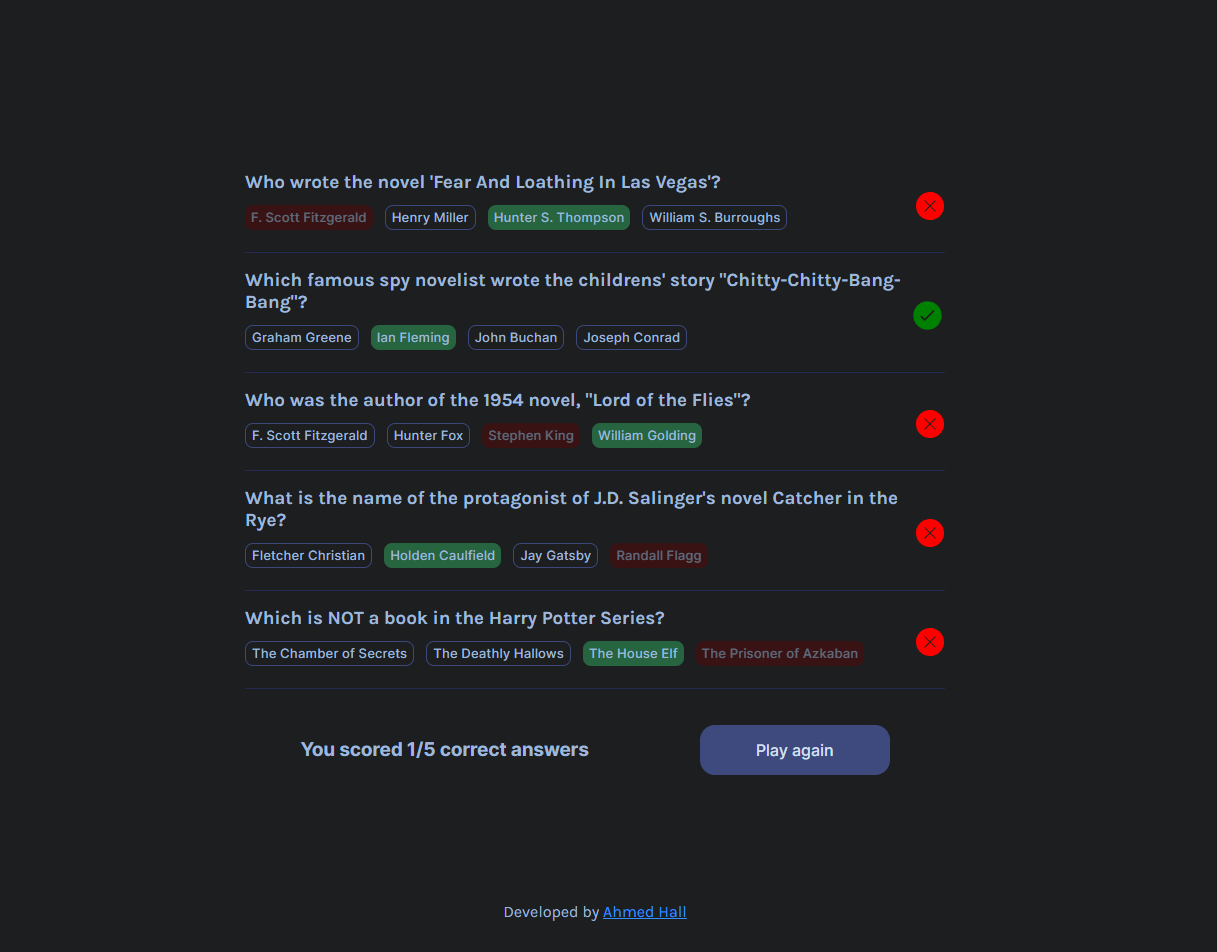 Who wrote the novel 'Fear And Loathing In Las Vegas'?
F. Scott Fitzgerald Henry Miller Hunter S. Thompson William S. Burroughs
Which famous spy novelist wrote the childrens' story "Chitty-Chitty-Bang-
Bang"?
Graham Greene Ian Fleming John Buchan Joseph Conrad
Who was the author of the 1954 novel, "Lord of the Flies"?
F. Scott Fitzgerald Hunter Fox Stephen King William Golding
What is the name of the protagonist of J.D. Salinger's novel Catcher in the
Rye?
Fletcher Christian Holden Caulfield Jay Gatsby Randall Flagg
Which is NOT a book in the Harry Potter Series?
The Chamber of Secrets The Deathly Hallows The House Elf The Prisoner of Azkaban
You scored 1/5 correct answers Play again
Developed by Ahmed Hall